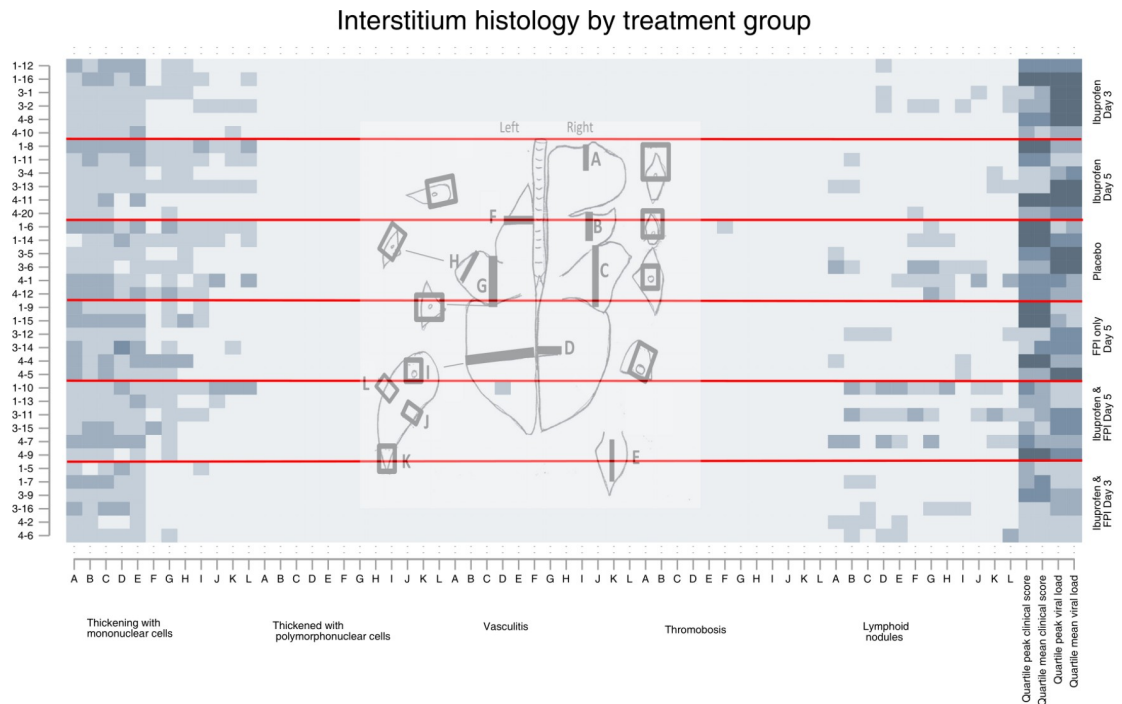 Interstitium histology by treatment group
1-12
1-16
3-1
3-2
4-8
4-10
1-8
1-11
3-4
3-13
4-11
4-20
1-6
1-14
3-5
3-6
4-1
4-12
1-9
1-15
3-12
3-14
4-4
4-5
1-10
1-13
3-11
3-15
4-7
4-9
1-5
1-7
3-9
3-16
4-2
4-6
Left Right
A
F
B
H
G
C
D
I
L
J
K
E
Ibuprofen
Day 3
Ibuprofen
Day 5
Placebo
FPI only
Day 5
Ibuprofen &
FPI Day 5
Ibuprofen &
FPI Day 3
A B C D E F G H I J K L A B C D E F G H I J K L A B C D E F G H I J K L A B D E F G H I J K L A B C D E F G H I J K L
Thickening with
mononuclear cells
Thickened with
polymorphonuclear cells
Vasculitis
Thrombosis
Lymphoid
nodules
Quartile peak clinical score
Quartile mean clinical score
Quartile peak viral load
Quartile mean viral load